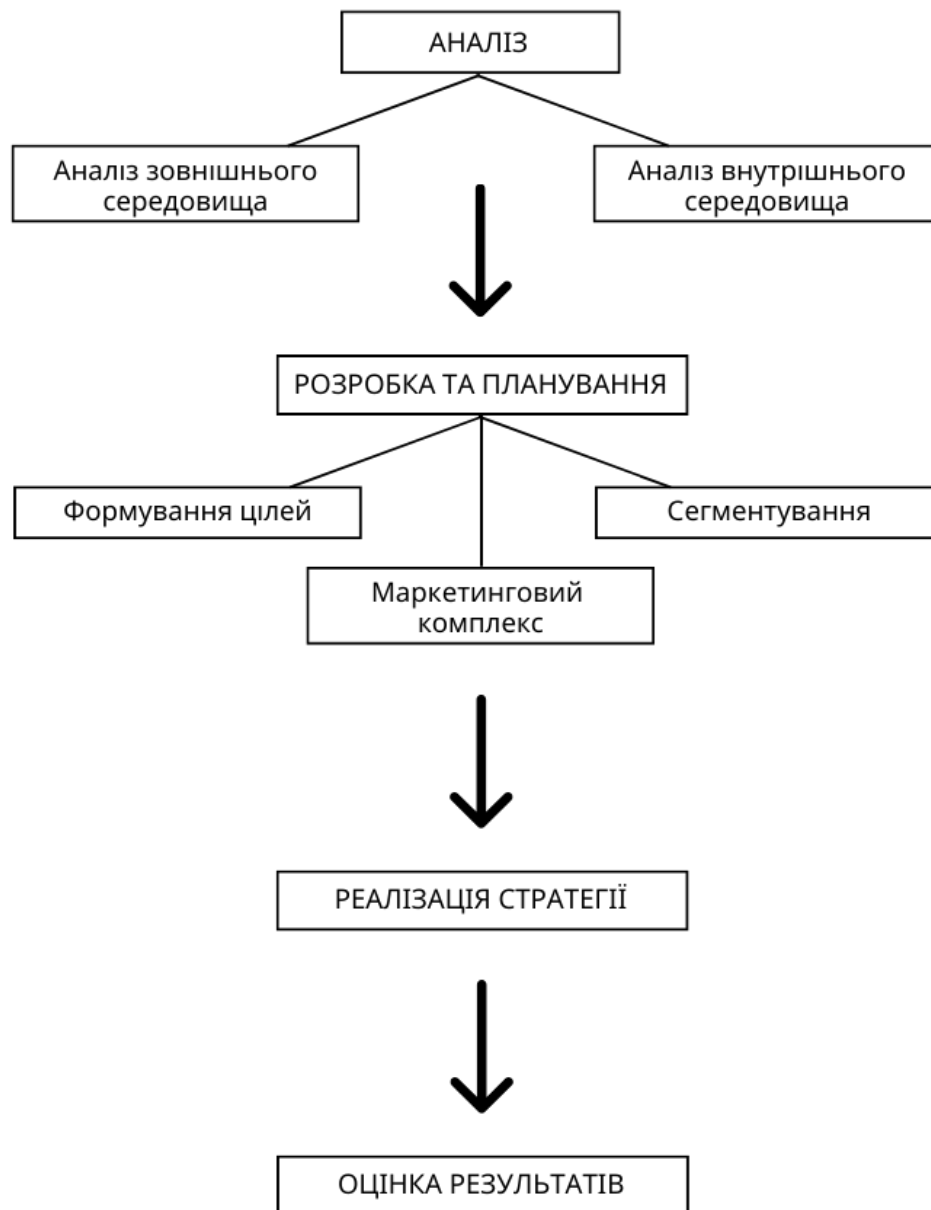 АНАЛІЗ
Аналіз зовнішнього
середовища
Аналіз внутрішнього
середовища
РОЗРОБКА ТА ПЛАНУВАННЯ
Формування цілей
Сегментування
Маркетинговий
комплекс
РЕАЛІЗАЦІЯ СТРАТЕГІЇ
ОЦІНКА РЕЗУЛЬТАТІВ